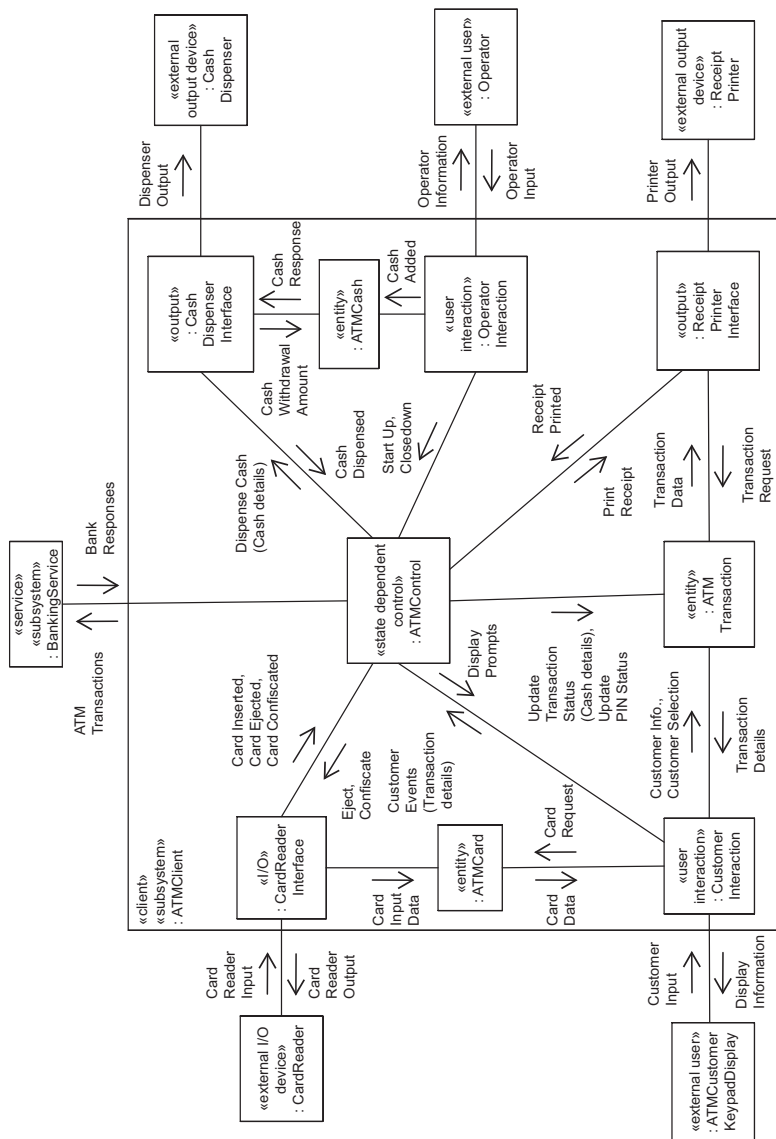 «service»
«subsystem»
: BankingService
ATM
Transactions
Bank
Responses
«client»
«subsystem»
: ATMClient
«external I/O
device»
: CardReader
Card
Reader
Input
Card Reader
Output
«I/O»
: CardReader
Interface
Card Inserted,
Card Ejected,
Card Confiscated
Eject,
Confiscate
Card
Input
Data
«entity»
: ATMCard
Card
Request
Card
Data
Customer
Events
(Transaction
details)
Display
Prompts
«state dependent
control»
: ATMControl
Dispense Cash
(Cash details)
Cash
Dispensed
«output»
: Cash
Dispenser
Interface
Dispenser
Output
«external
output device»
: Cash
Dispenser
Cash
Withdrawal
Amount
Cash
Response
«entity»
: ATMCash
Cash
Added
Start Up,
Closedown
«user
interaction»
: Operator
Interaction
Operator
Information
Operator
Input
«external user»
: Operator
Receipt
Printed
Print
Receipt
Update
Transaction
Status
(Cash details),
Update
PIN Status
«external user»
: ATMCustomer
KeypadDisplay
Customer
Input
Display
Information
«user
interaction»
: Customer
Interaction
Customer Info.,
Customer Selection
Transaction
Details
«entity»
: ATM
Transaction
Transaction
Data
Transaction
Request
«output»
: Receipt
Printer
Interface
Printer
Output
«external output
device»
: Receipt
Printer